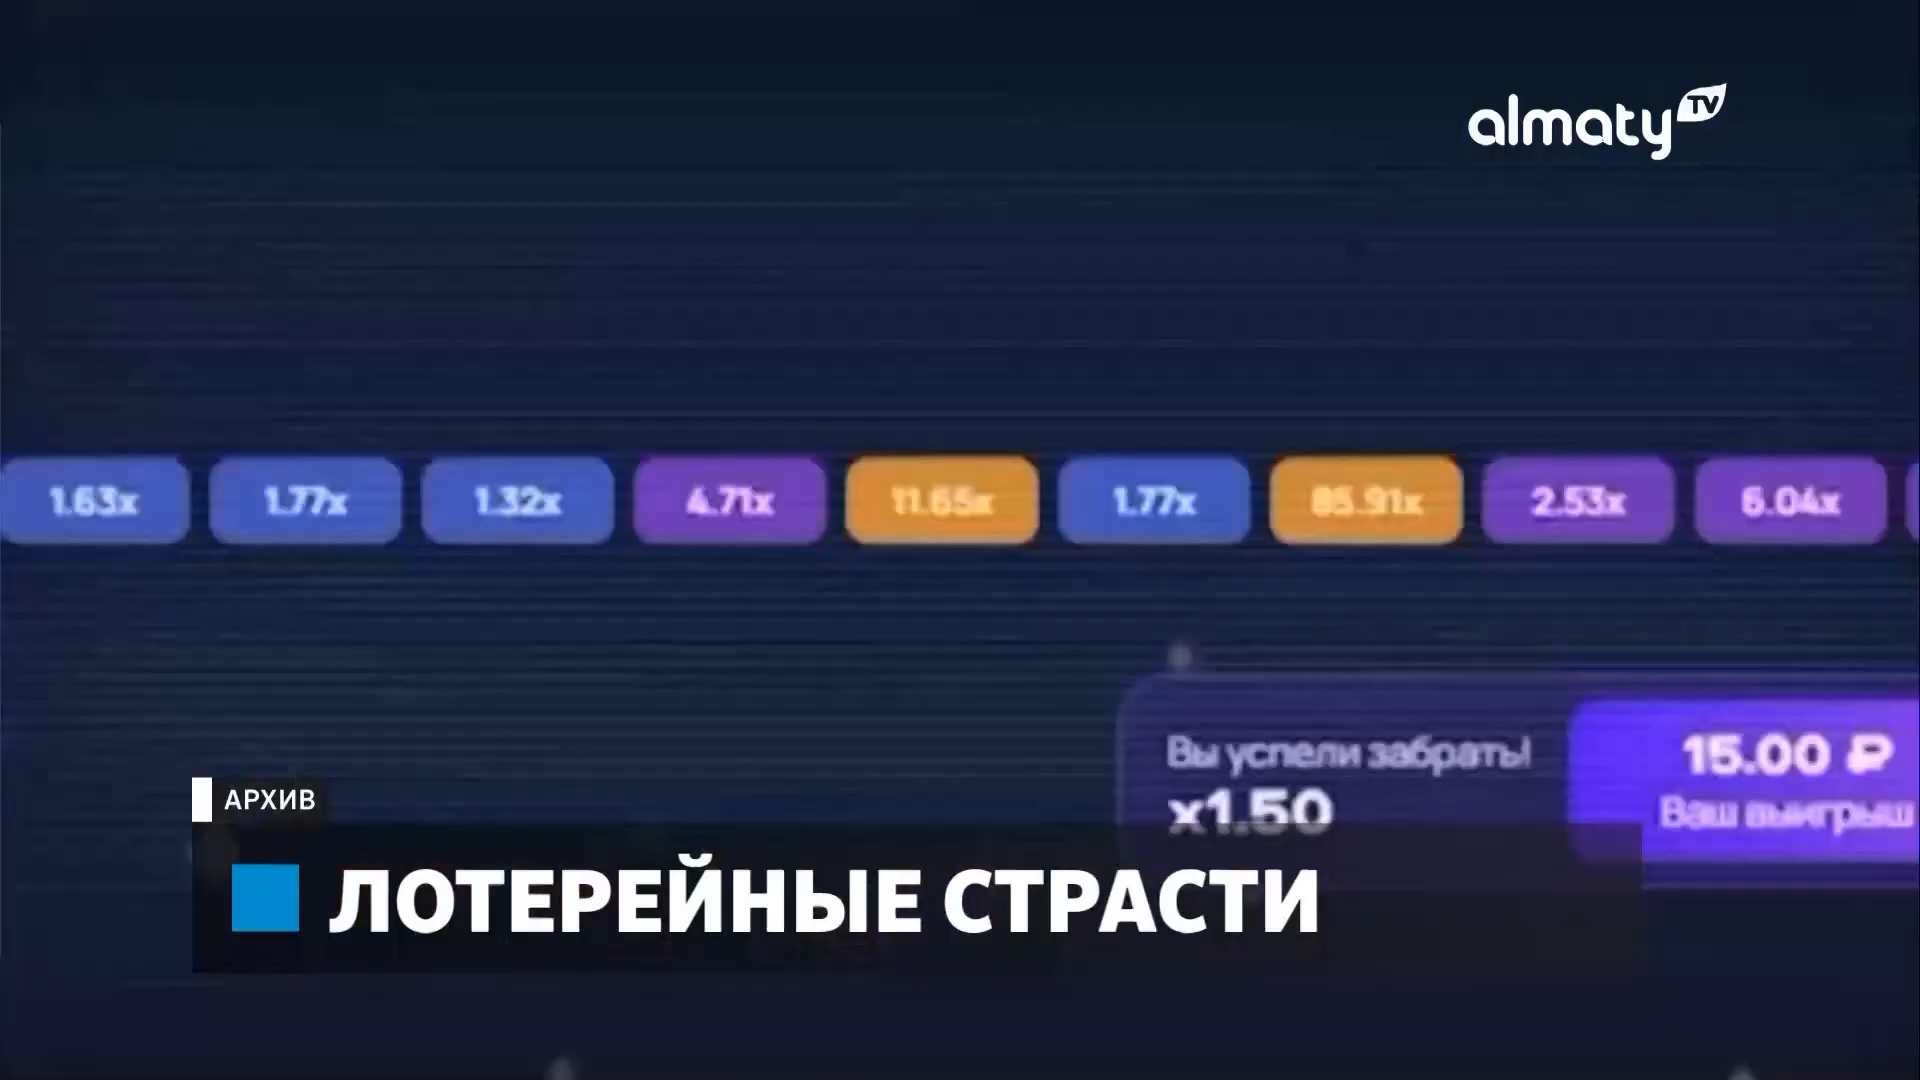 almaty TV
1.63x 1.77x 1.32x 4.71x 11.65x 1.77x 85.91x 2.53x 6.04x
Вы успели забрать!
x1.50
15.00 ₽
Ваш выигрыш
АРХИВ
ЛОТЕРЕЙНЫЕ СТРАСТИ